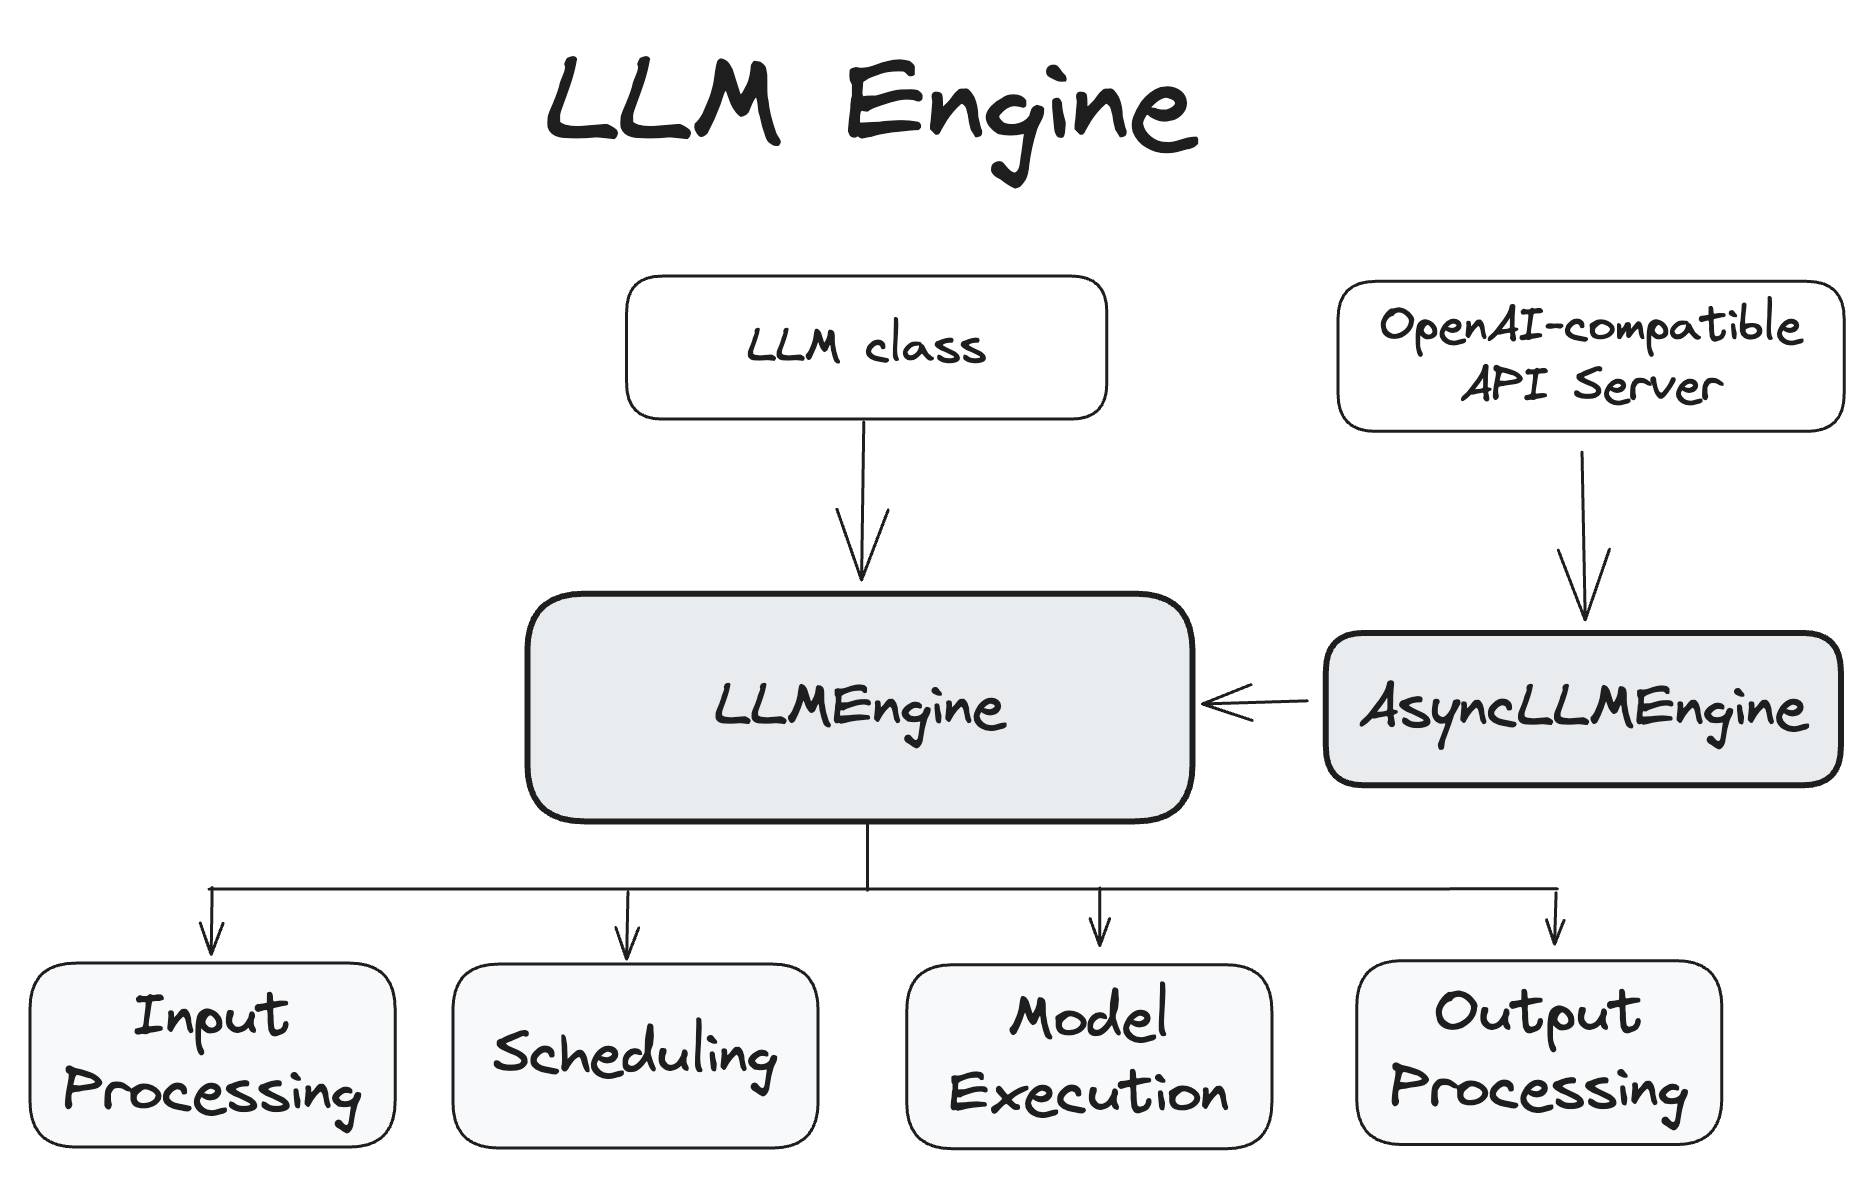 LLM Engine
LLM class
OpenAI-compatible
API Server
LLMEngine
AsyncLLMEngine
Input
Processing
Scheduling
Model
Execution
Output
Processing